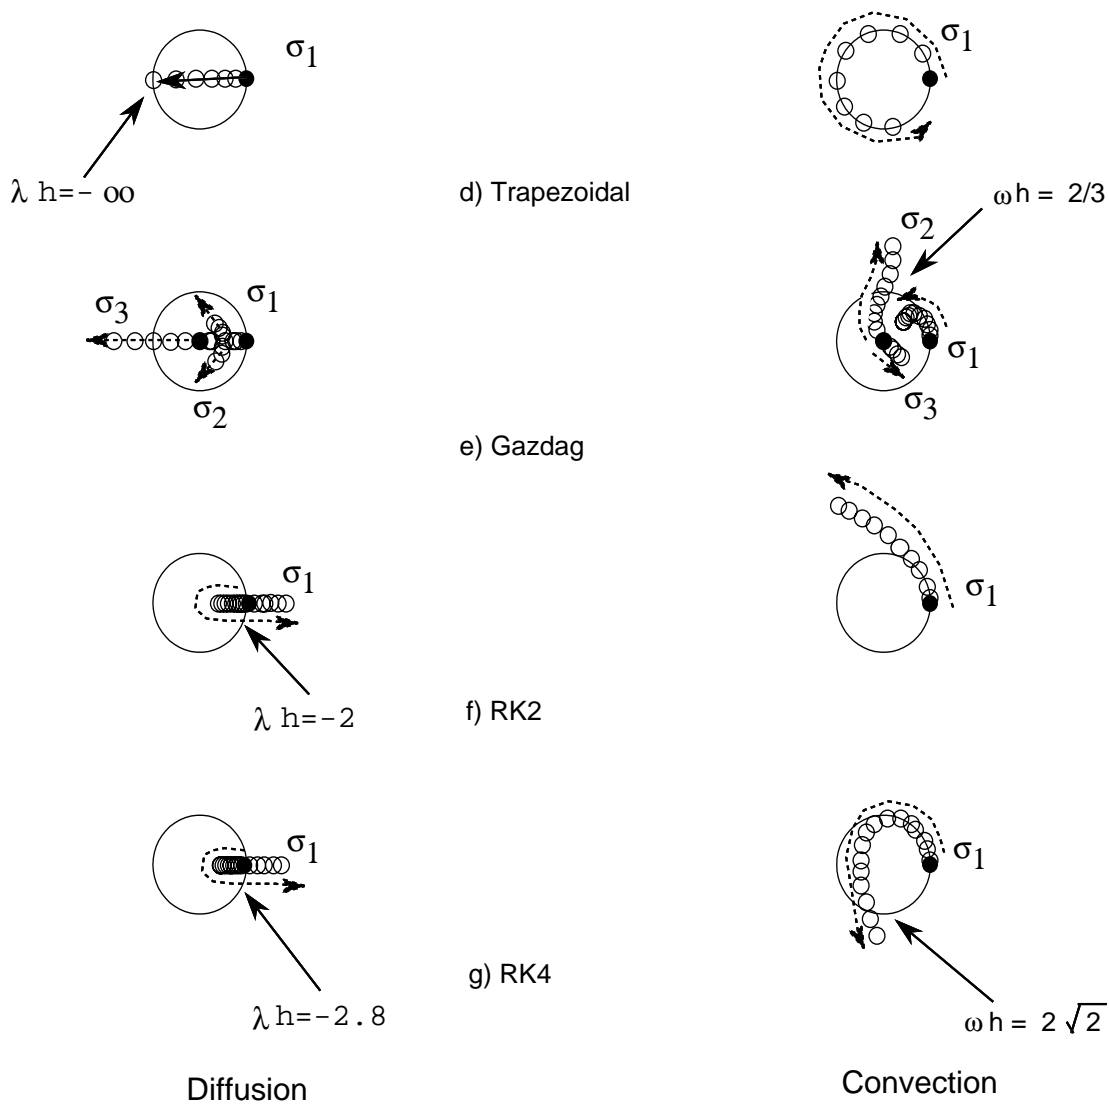 σ1
σ1
λ h=- ∞
d) Trapezoidal
ωh = 2/3
σ2
σ3
σ1
σ1
σ2
σ3
e) Gazdag
σ1
σ1
λ h=-2
f) RK2
σ1
σ1
g) RK4
λ h=-2.8
ωh = 2 √2
Diffusion
Convection